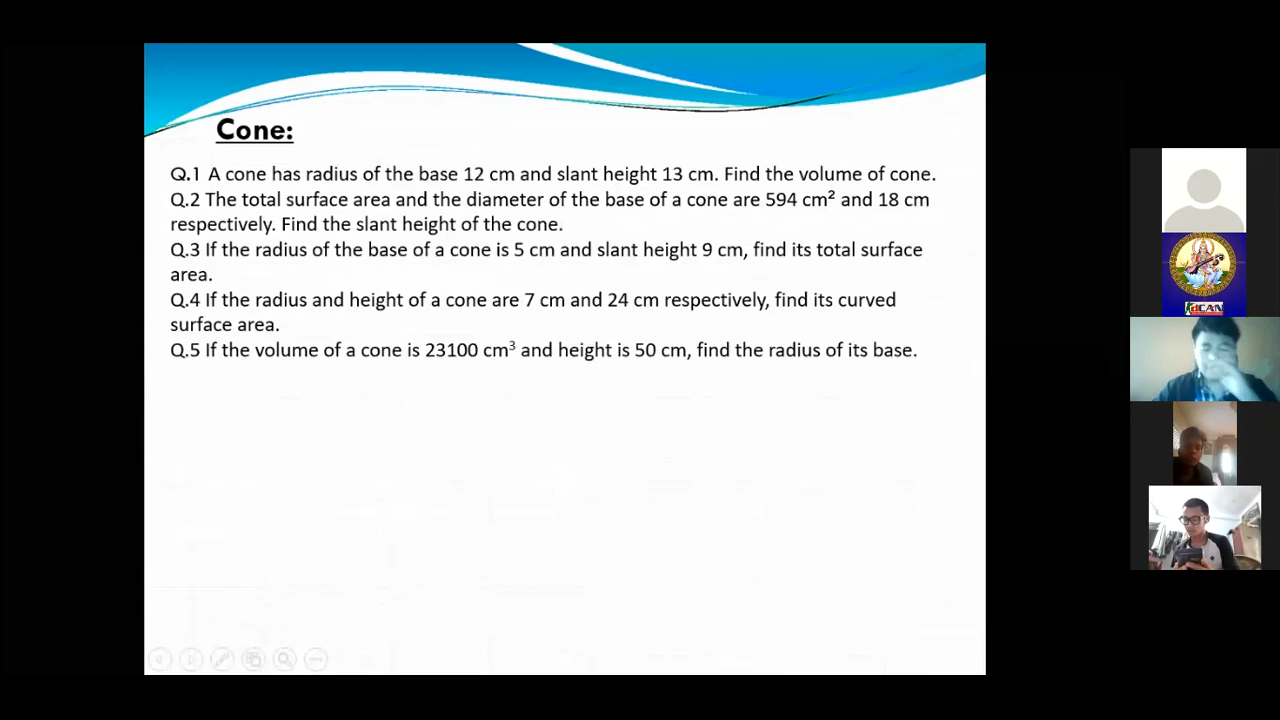 Cone:
Q.1 A cone has radius of the base 12 cm and slant height 13 cm. Find the volume of cone.
Q.2 The total surface area and the diameter of the base of a cone are 594 cm² and 18 cm
respectively. Find the slant height of the cone.
Q.3 If the radius of the base of a cone is 5 cm and slant height 9 cm, find its total surface
area.
Q.4 If the radius and height of a cone are 7 cm and 24 cm respectively, find its curved
surface area.
Q.5 If the volume of a cone is 23100 cm³ and height is 50 cm, find the radius of its base.